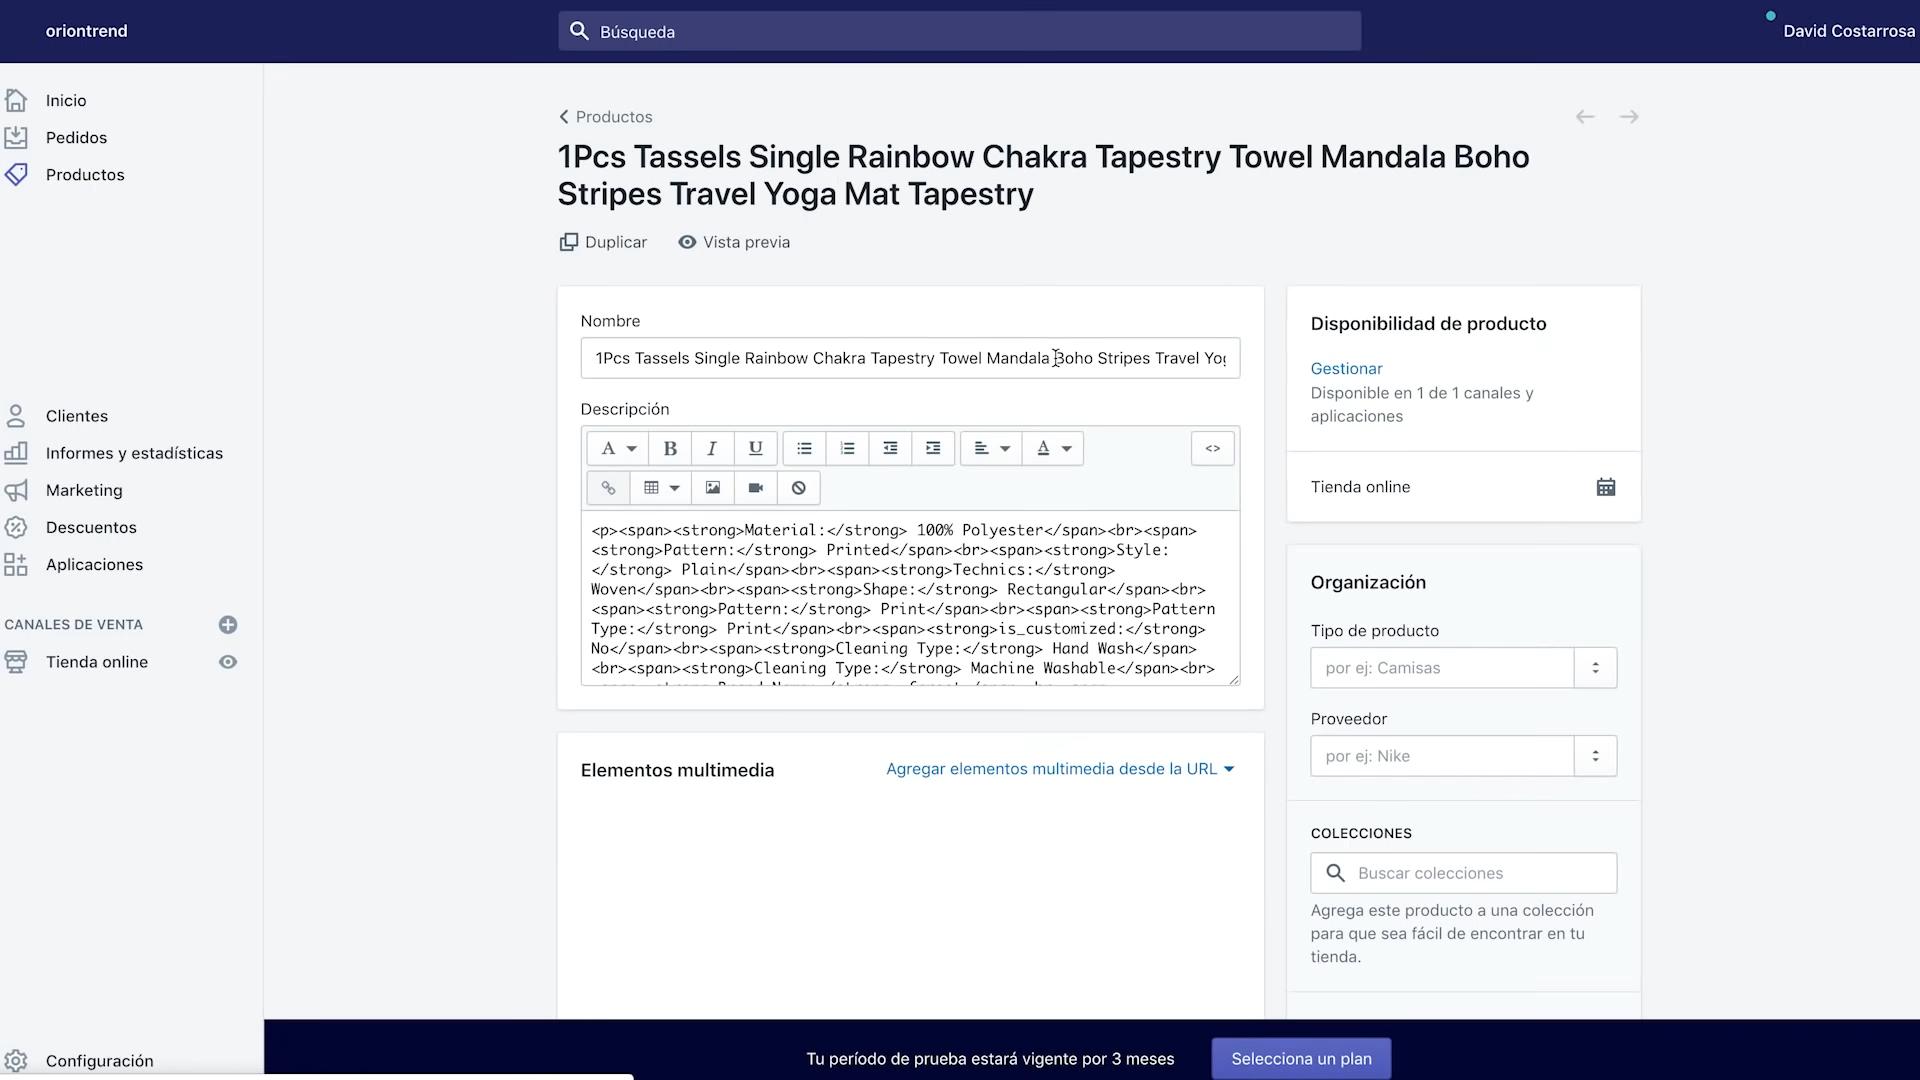 oriontrend
Búsqueda
David Costarrosa
Inicio
Pedidos
Productos
Clientes
Informes y estadísticas
Marketing
Descuentos
Aplicaciones
CANALES DE VENTA
Tienda online
Configuración
Productos
1Pcs Tassels Single Rainbow Chakra Tapestry Towel Mandala Boho
Stripes Travel Yoga Mat Tapestry
Duplicar
Vista previa
Nombre
1Pcs Tassels Single Rainbow Chakra Tapestry Towel Mandala Boho Stripes Travel Yog
Descripción
A
B
I
U
A
<>
<p><span><strong>Material:</strong> 100% Polyester</span><br><span>
<strong>Pattern:</strong> Printed</span><br><span><strong>Style:
</strong> Plain</span><br><span><strong>Technics:</strong>
Woven</span><br><span><strong>Shape:</strong> Rectangular</span><br>
<span><strong>Pattern:</strong> Print</span><br><span><strong>Pattern
Type:</strong> Print</span><br><span><strong>is_customized:</strong>
No</span><br><span><strong>Cleaning Type:</strong> Hand Wash</span>
<br><span><strong>Cleaning Type:</strong> Machine Washable</span><br>
Elementos multimedia
Agregar elementos multimedia desde la URL
Disponibilidad de producto
Gestionar
Disponible en 1 de 1 canales y
aplicaciones
Tienda online
Organización
Tipo de producto
por ej: Camisas
Proveedor
por ej: Nike
COLECCIONES
Buscar colecciones
Agrega este producto a una colección
para que sea fácil de encontrar en tu
tienda.
Tu período de prueba estará vigente por 3 meses
Selecciona un plan